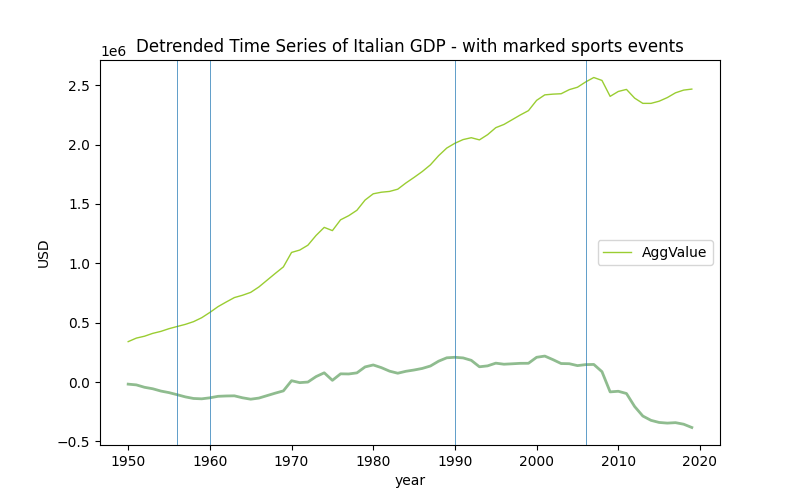 Detrended Time Series of Italian GDP - with marked sports events
1e6
2.5
2.0
1.5
1.0
0.5
0.0
−0.5
USD
AggValue
1950 1960 1970 1980 1990 2000 2010 2020
year